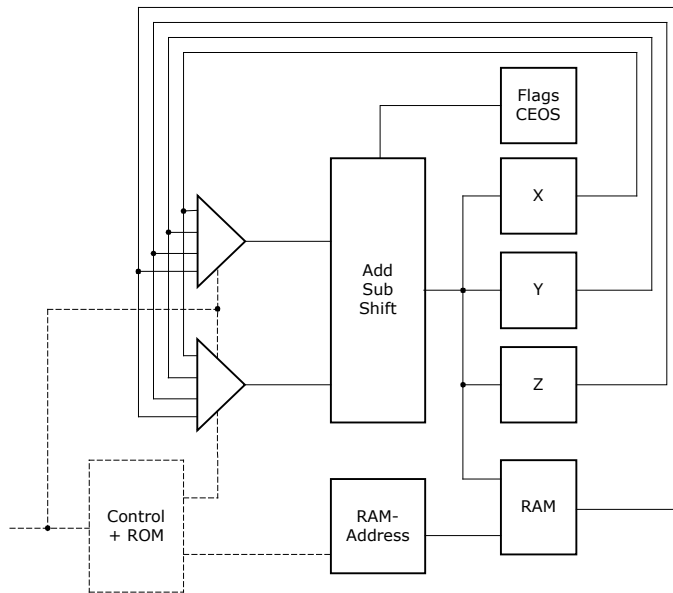 Flags
CEOS
X
Add
Sub
Shift
Y
Z
Control
+ ROM
RAM-
Address
RAM